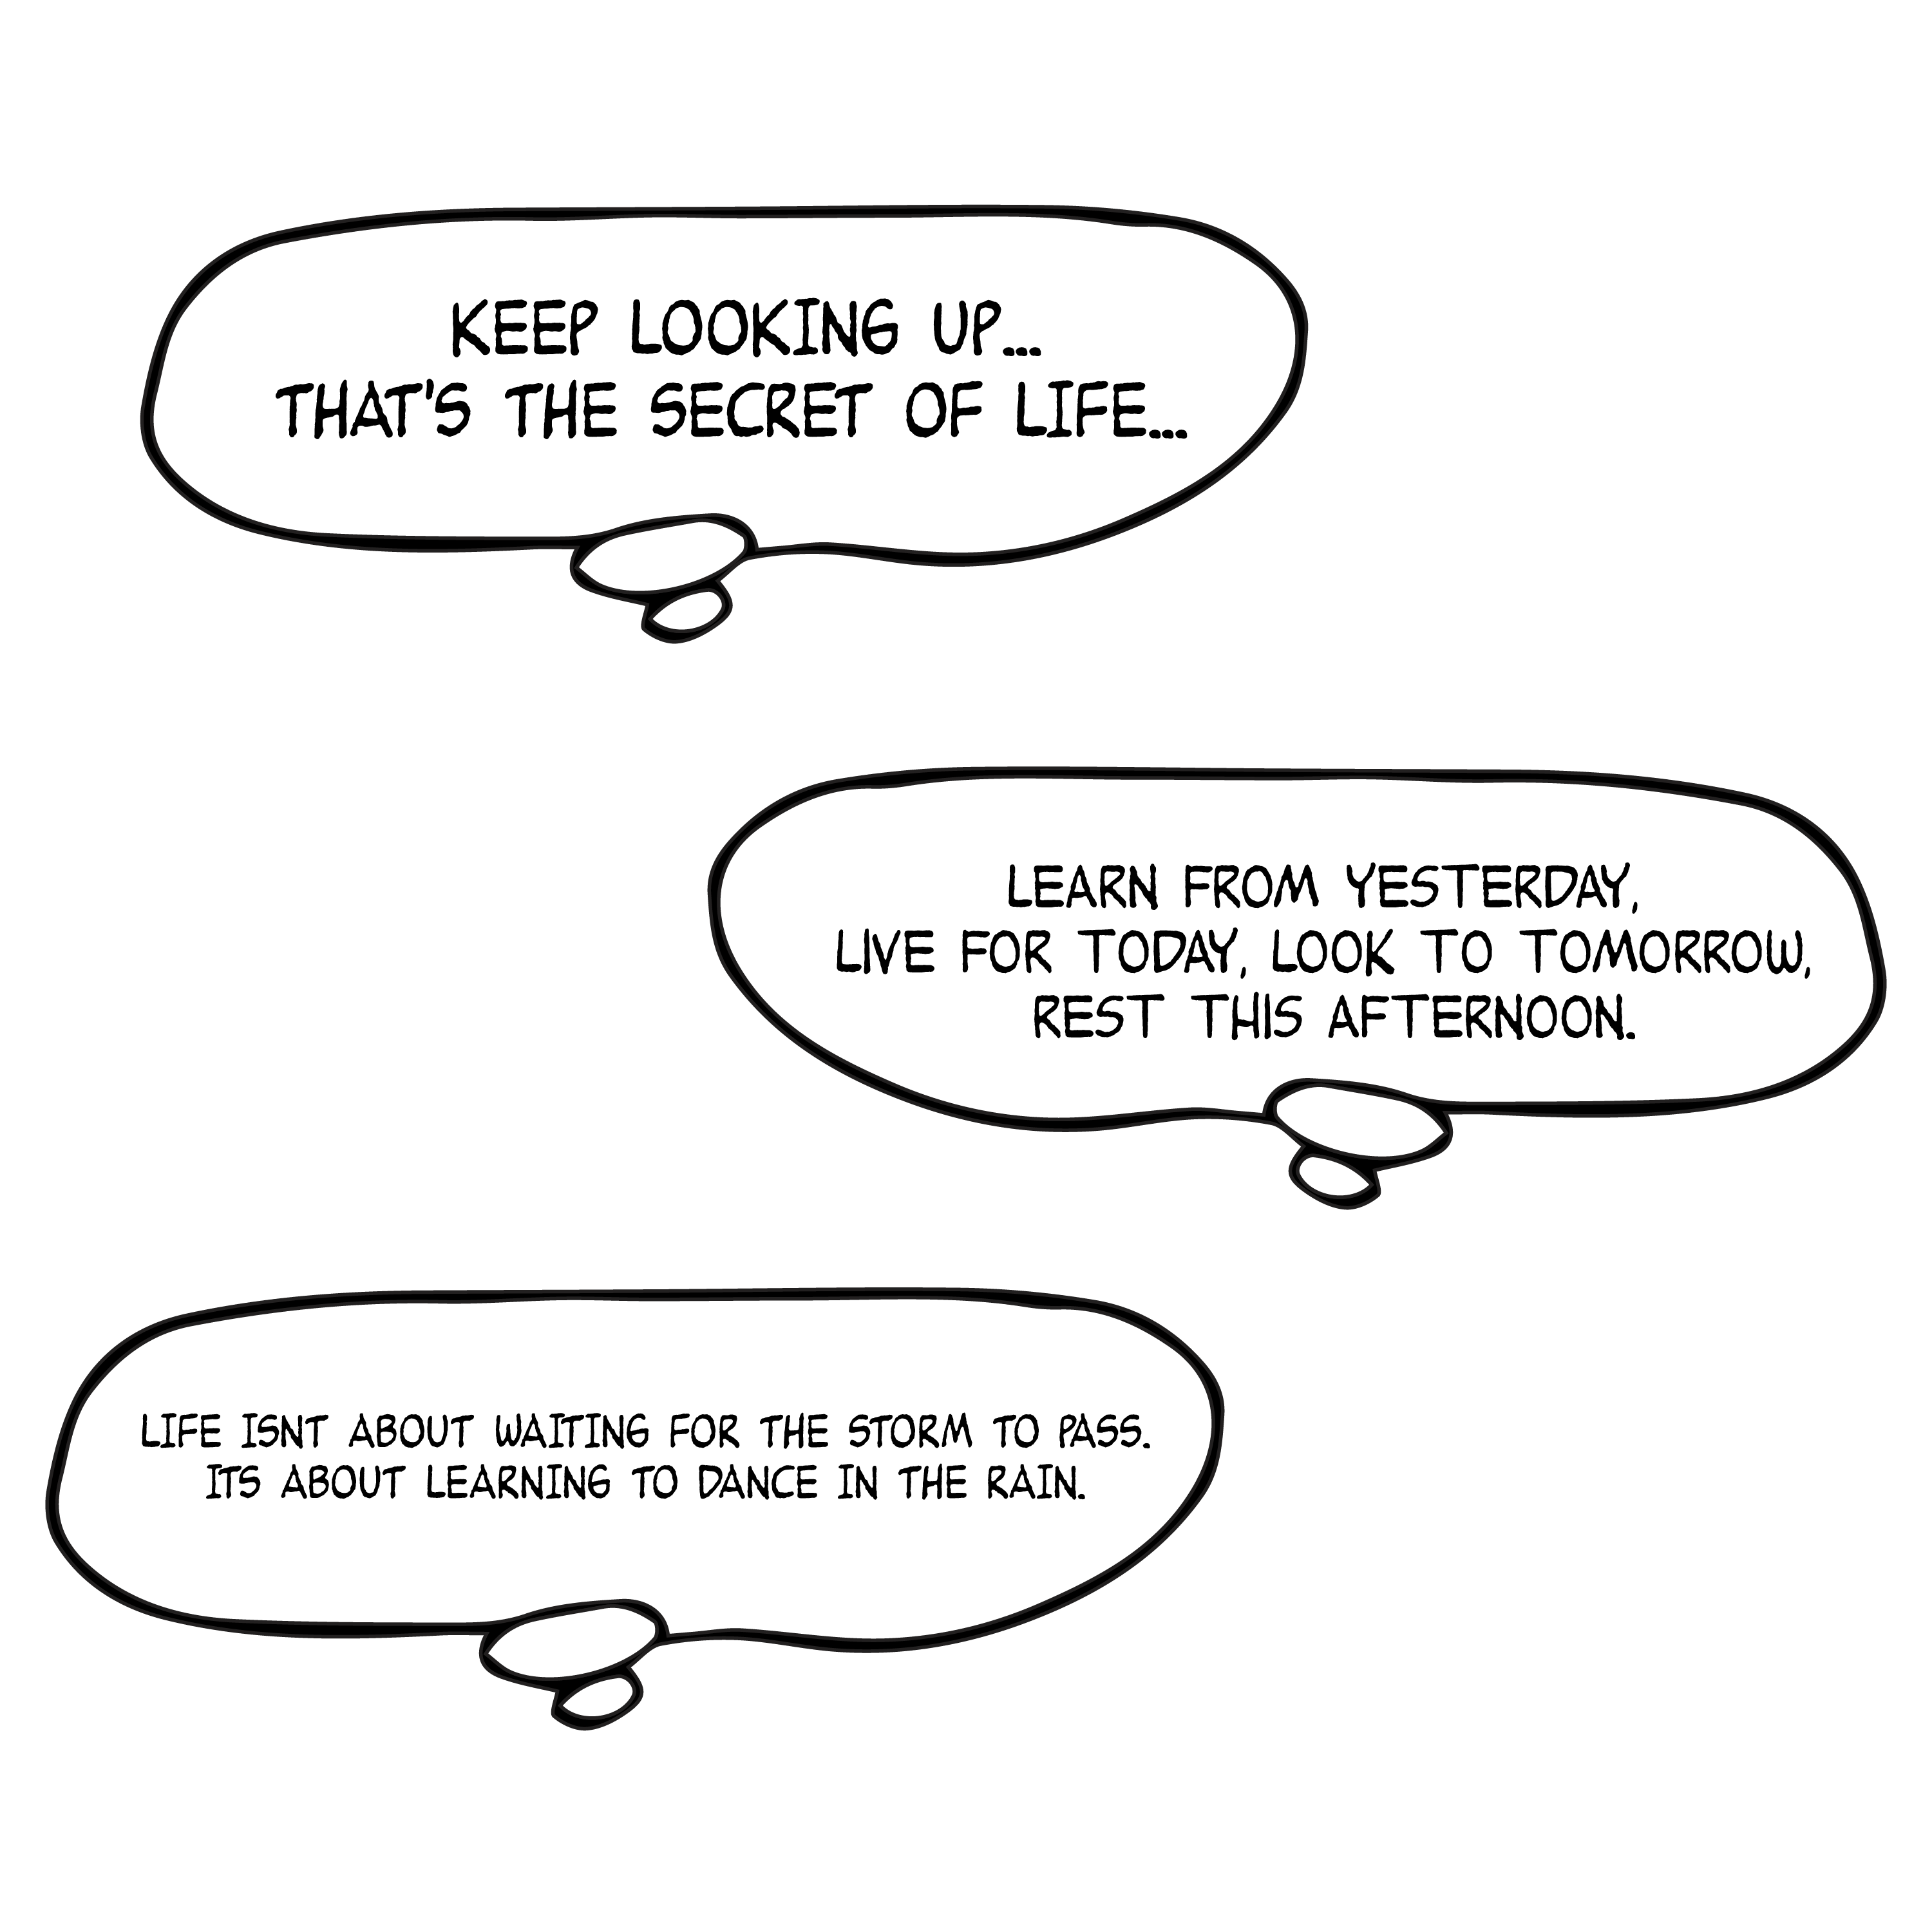 KEEP LOOKING UP...
THAT'S THE SECRET OF LIFE...
LEARN FROM YESTERDAY,
LIVE FOR TODAY, LOOK TO TOMORROW,
REST THIS AFTERNOON.
LIFE ISNT ABOUT WAITING FOR THE STORM TO PASS.
ITS ABOUT LEARNING TO DANCE IN THE RAIN.